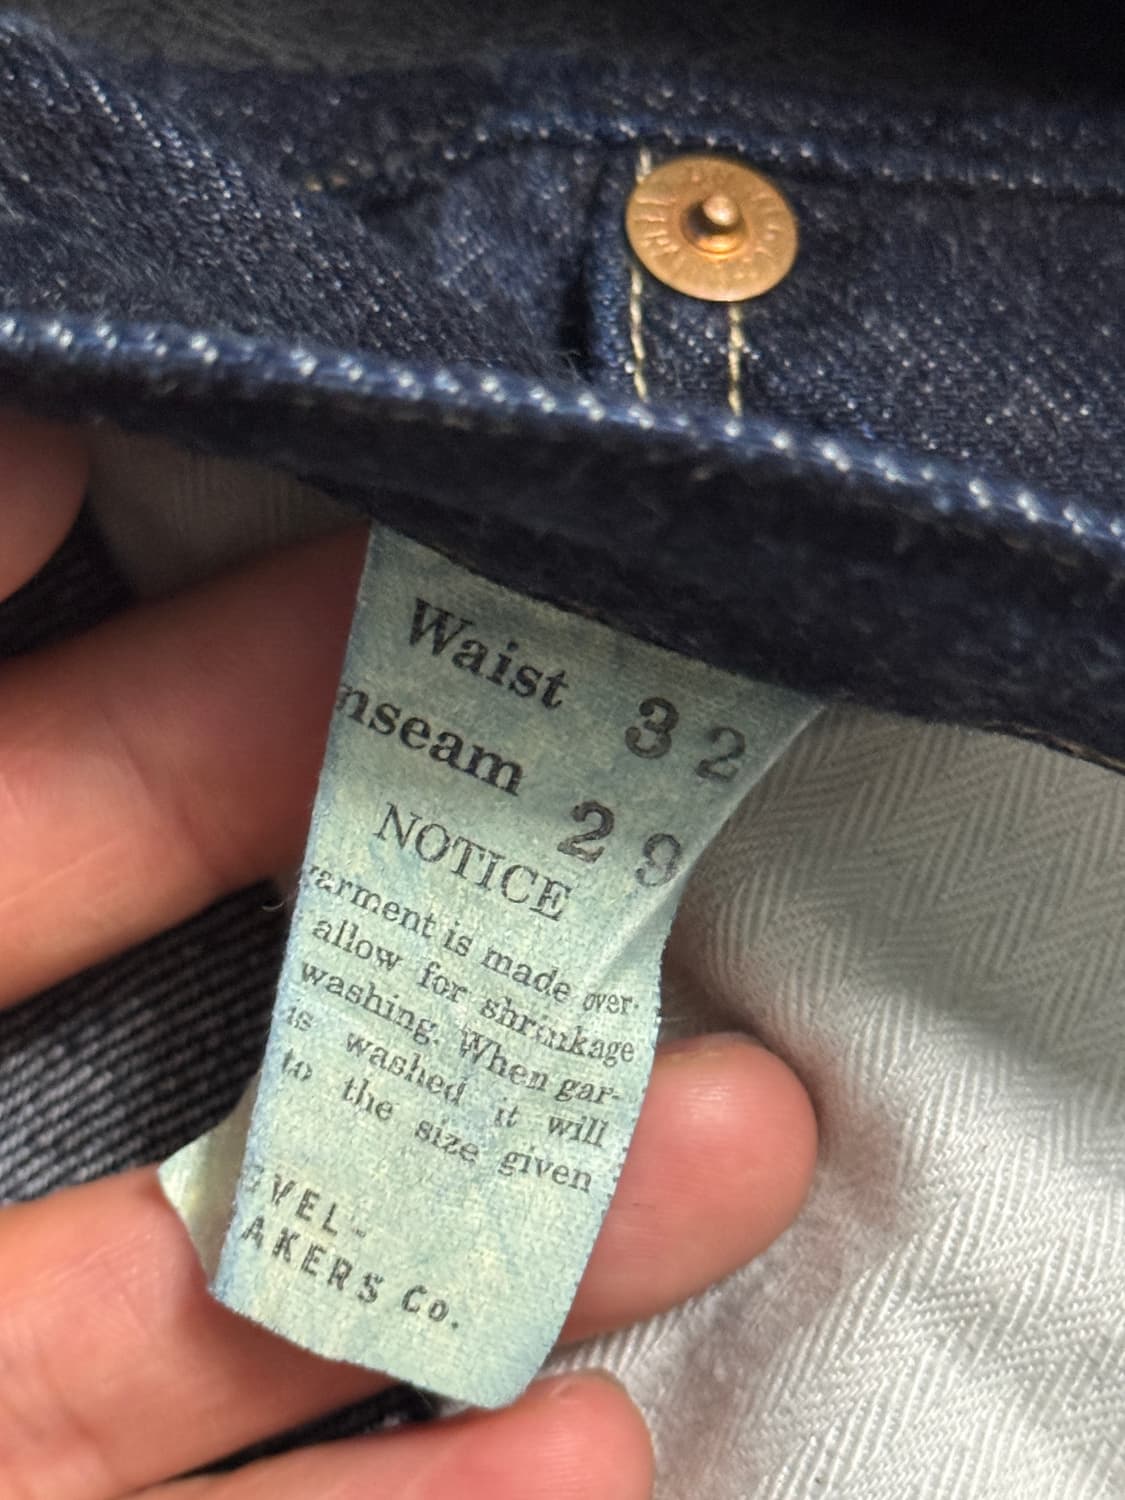 Waist 32
nseam 29
NOTICE
arment is made over-
allow for shrinkage
washing. When gar-
is washed it will
to the size given
VEL
AKERS Co.